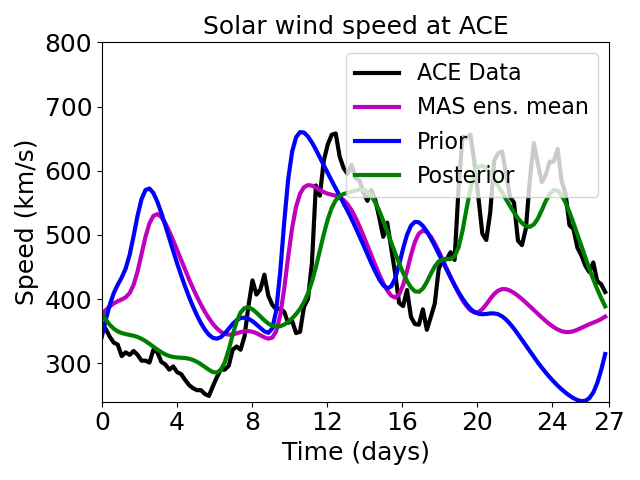 Solar wind speed at ACE
800
700
600
500
400
300
Speed (km/s)
ACE Data
MAS ens. mean
Prior
Posterior
0 4 8 12 16 20 24 27
Time (days)